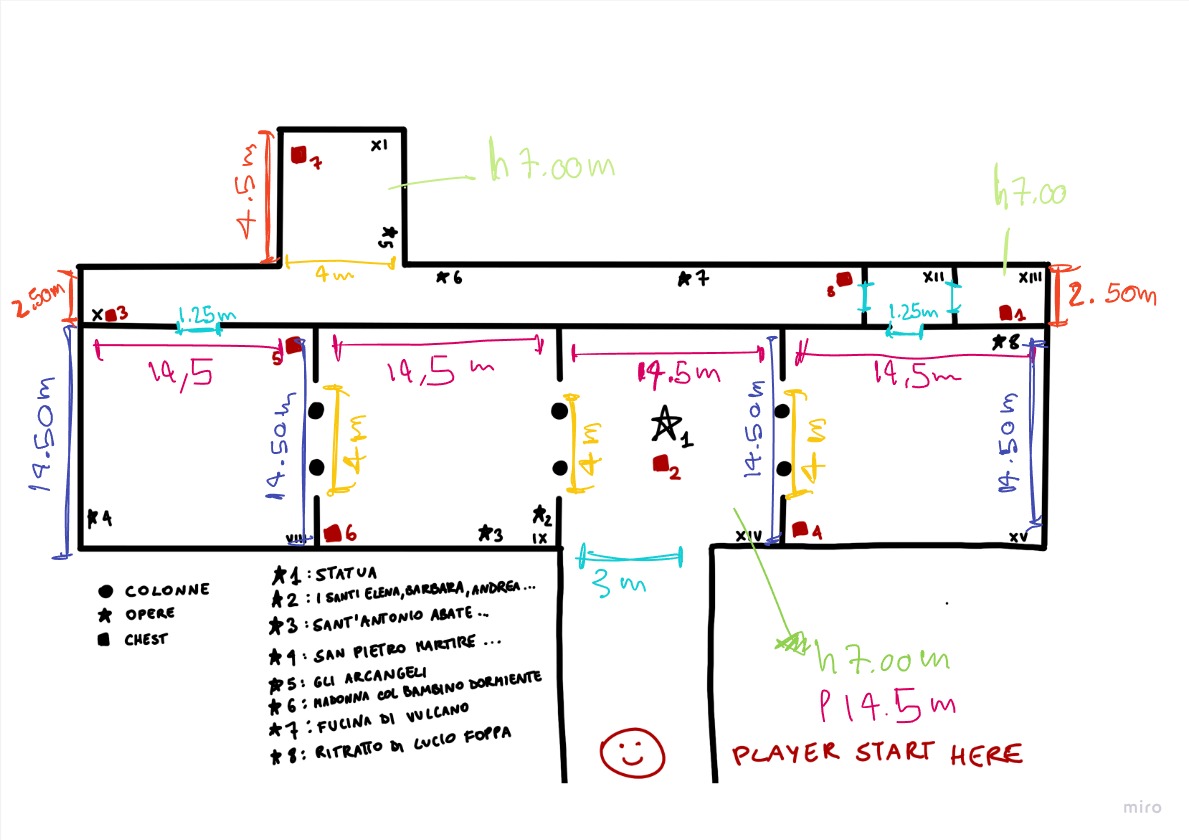 XI
7
h 7.00m
4.5m
h7.00
★5
4m
★6
★7
8
XII
XIII
2.50m
X 3
1.25m
1.25m
1
2.50m
5
★8
14,5
14,5 m
14.5m
14,5m
14.50m
14.50m
4m
4m
☆1
2
14.50m
4m
14.50m
★4
VIII
6
★3
★2
IX
XIV
4
XV
3m
● COLONNE
★ OPERE
■ CHEST
★1: STATUA
★2: I SANTI ELENA, BARBARA, ANDREA...
★3: SANT'ANTONIO ABATE...
★4: SAN PIETRO MARTIRE ...
★5: GLI ARCANGELI
★6: MADONNA COL BAMBINO DORMIENTE
★7: FUCINA DI VULCANO
★8: RITRATTO DI LUCIO FOPPA
h7.00m
P14.5m
PLAYER START HERE
miro